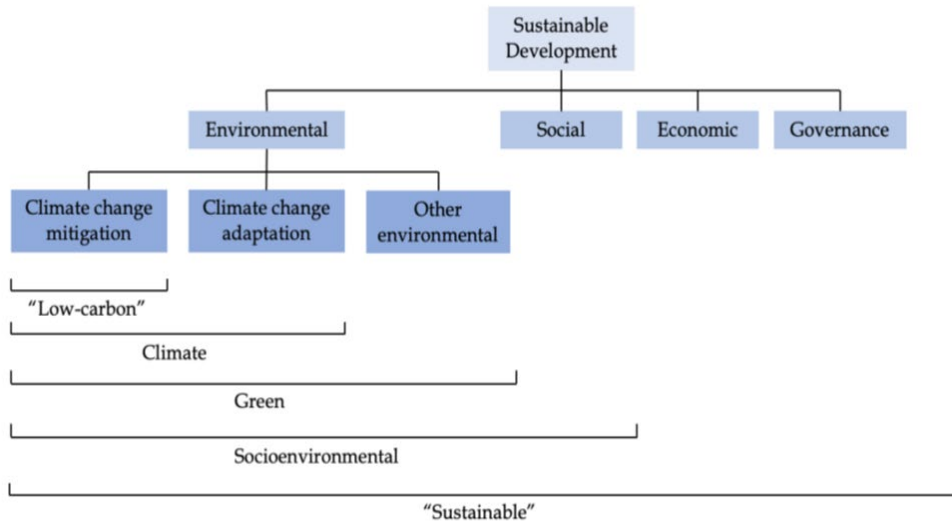 Sustainable
Development
Environmental
Social
Economic
Governance
Climate change
mitigation
Climate change
adaptation
Other
environmental
“Low-carbon”
Climate
Green
Socioenvironmental
“Sustainable”